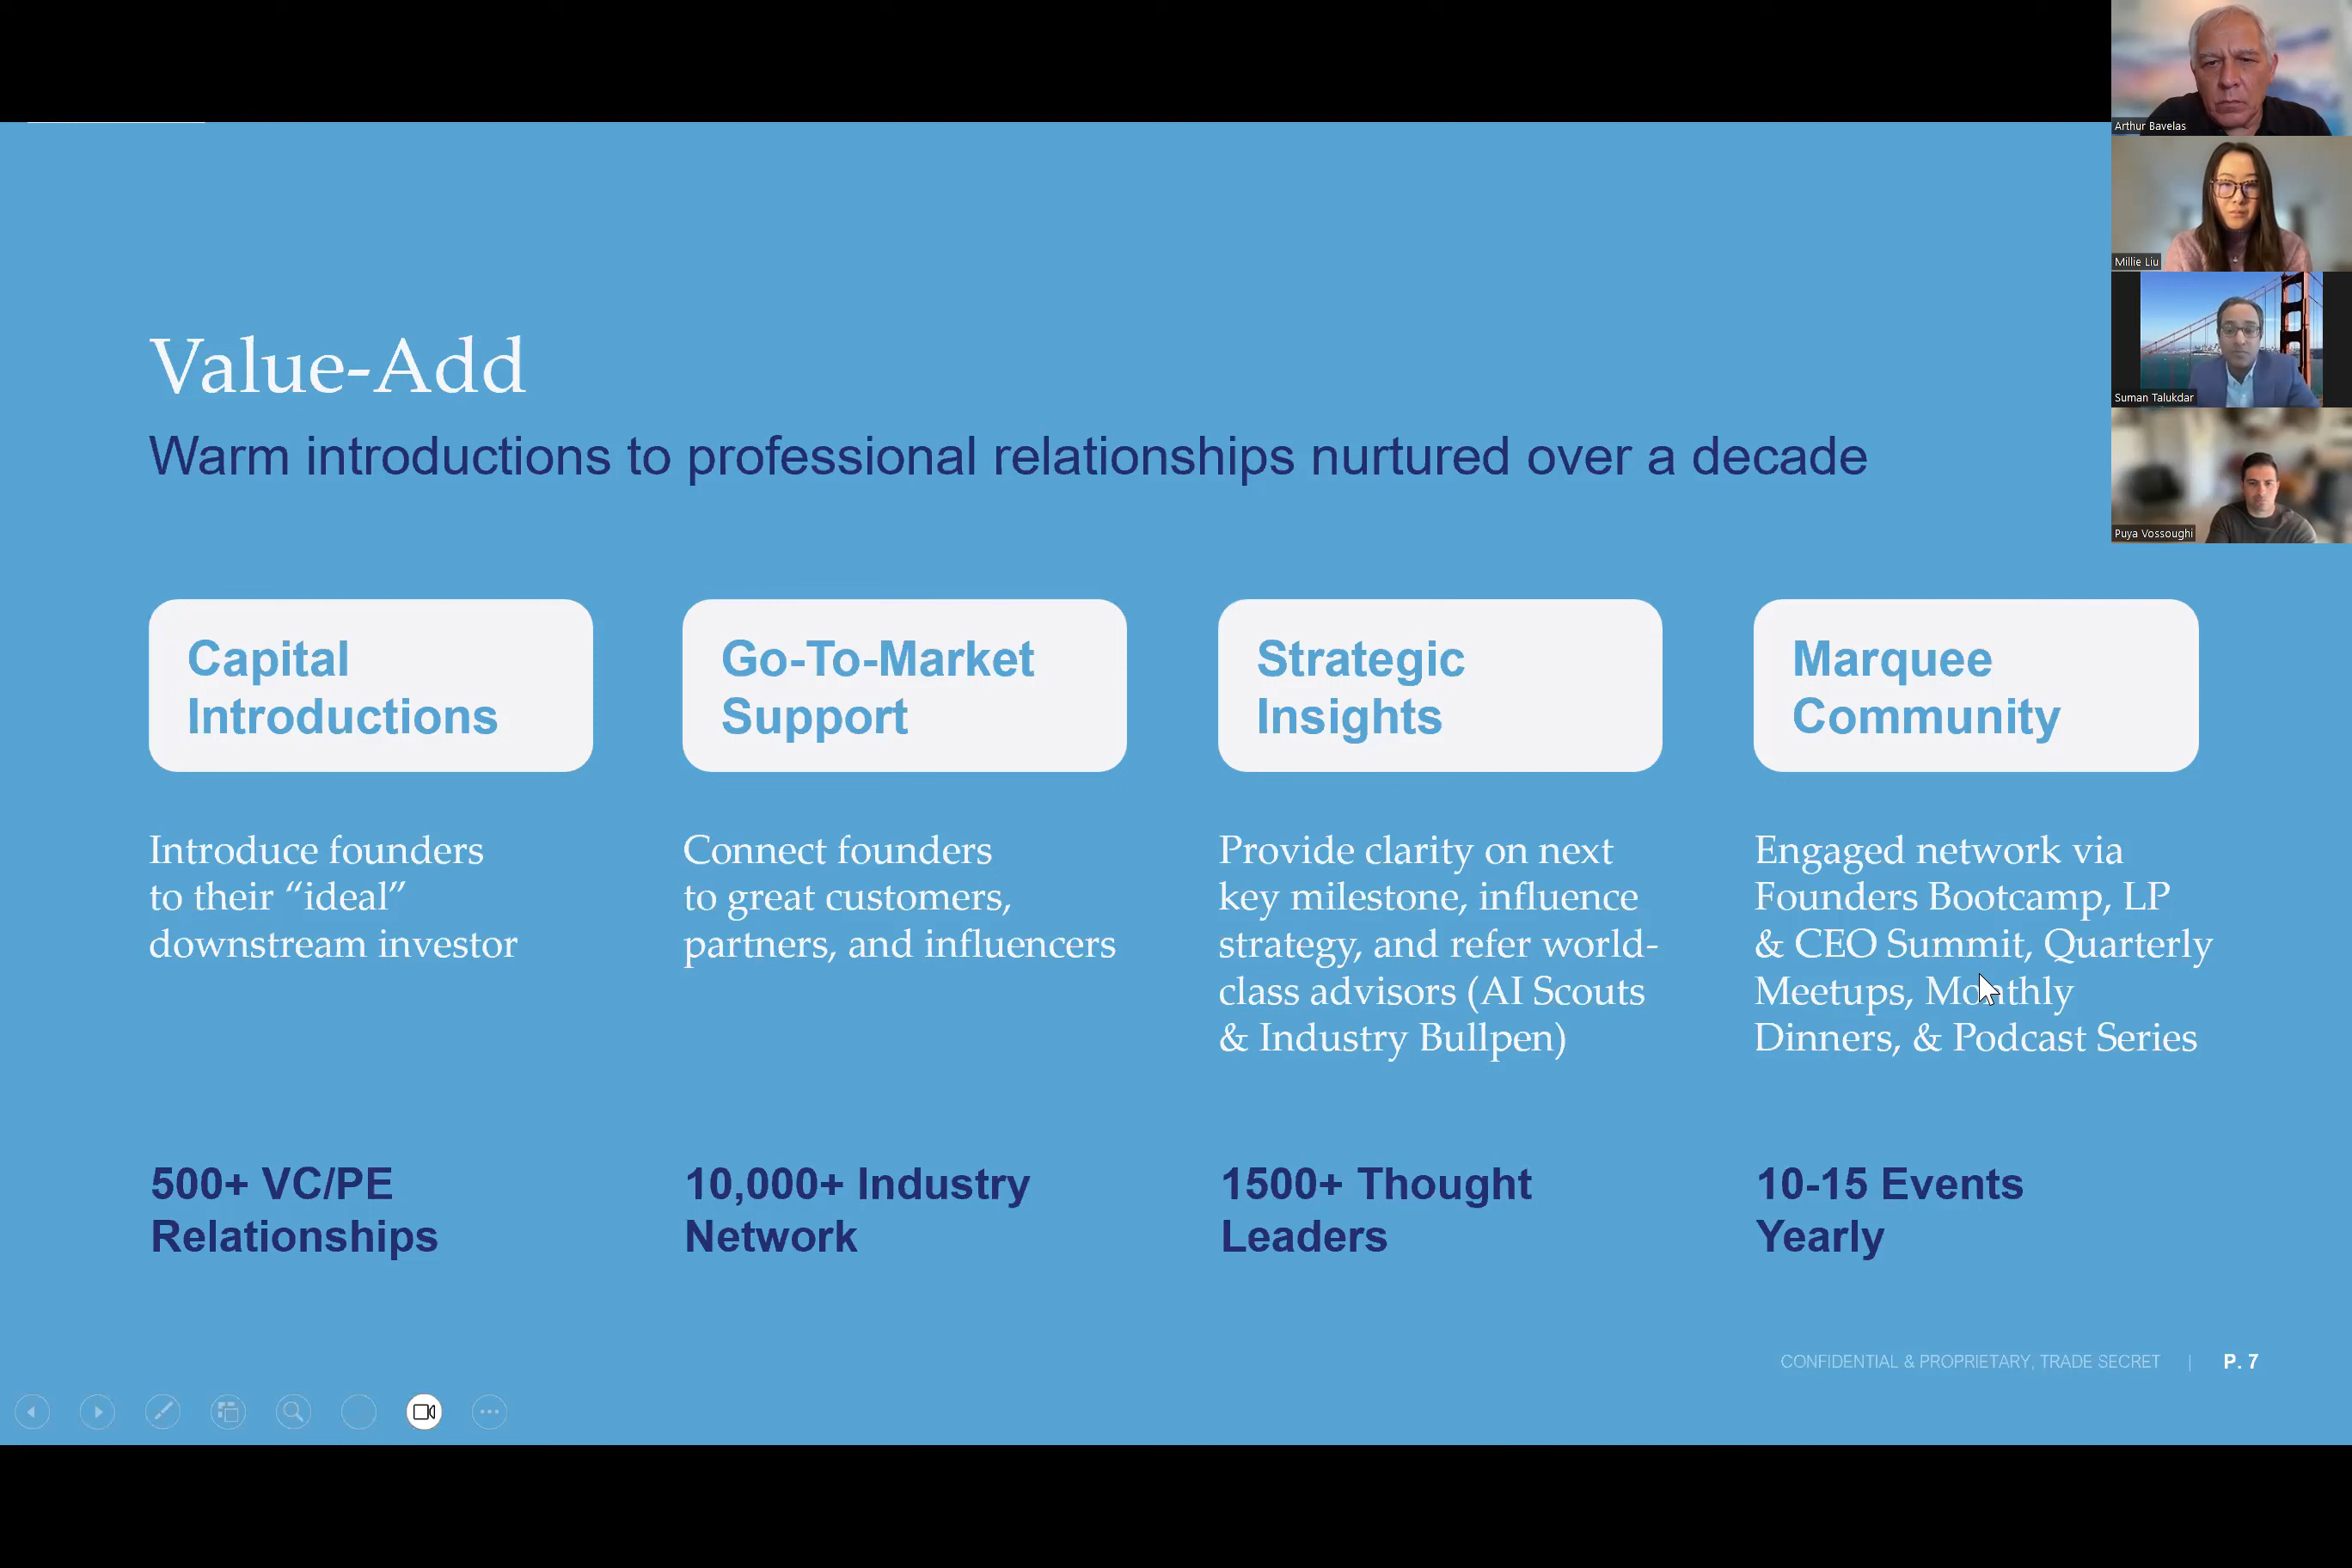 Arthur Bavelas
Millie Liu
Suman Talukdar
Puya Vossoughi
Value-Add
Warm introductions to professional relationships nurtured over a decade
Capital
Introductions
Introduce founders
to their “ideal”
downstream investor
500+ VC/PE
Relationships
Go-To-Market
Support
Connect founders
to great customers,
partners, and influencers
10,000+ Industry
Network
Strategic
Insights
Provide clarity on next
key milestone, influence
strategy, and refer world-
class advisors (AI Scouts
& Industry Bullpen)
1500+ Thought
Leaders
Marquee
Community
Engaged network via
Founders Bootcamp, LP
& CEO Summit, Quarterly
Meetups, Monthly
Dinners, & Podcast Series
10-15 Events
Yearly
CONFIDENTIAL & PROPRIETARY, TRADE SECRET | P. 7